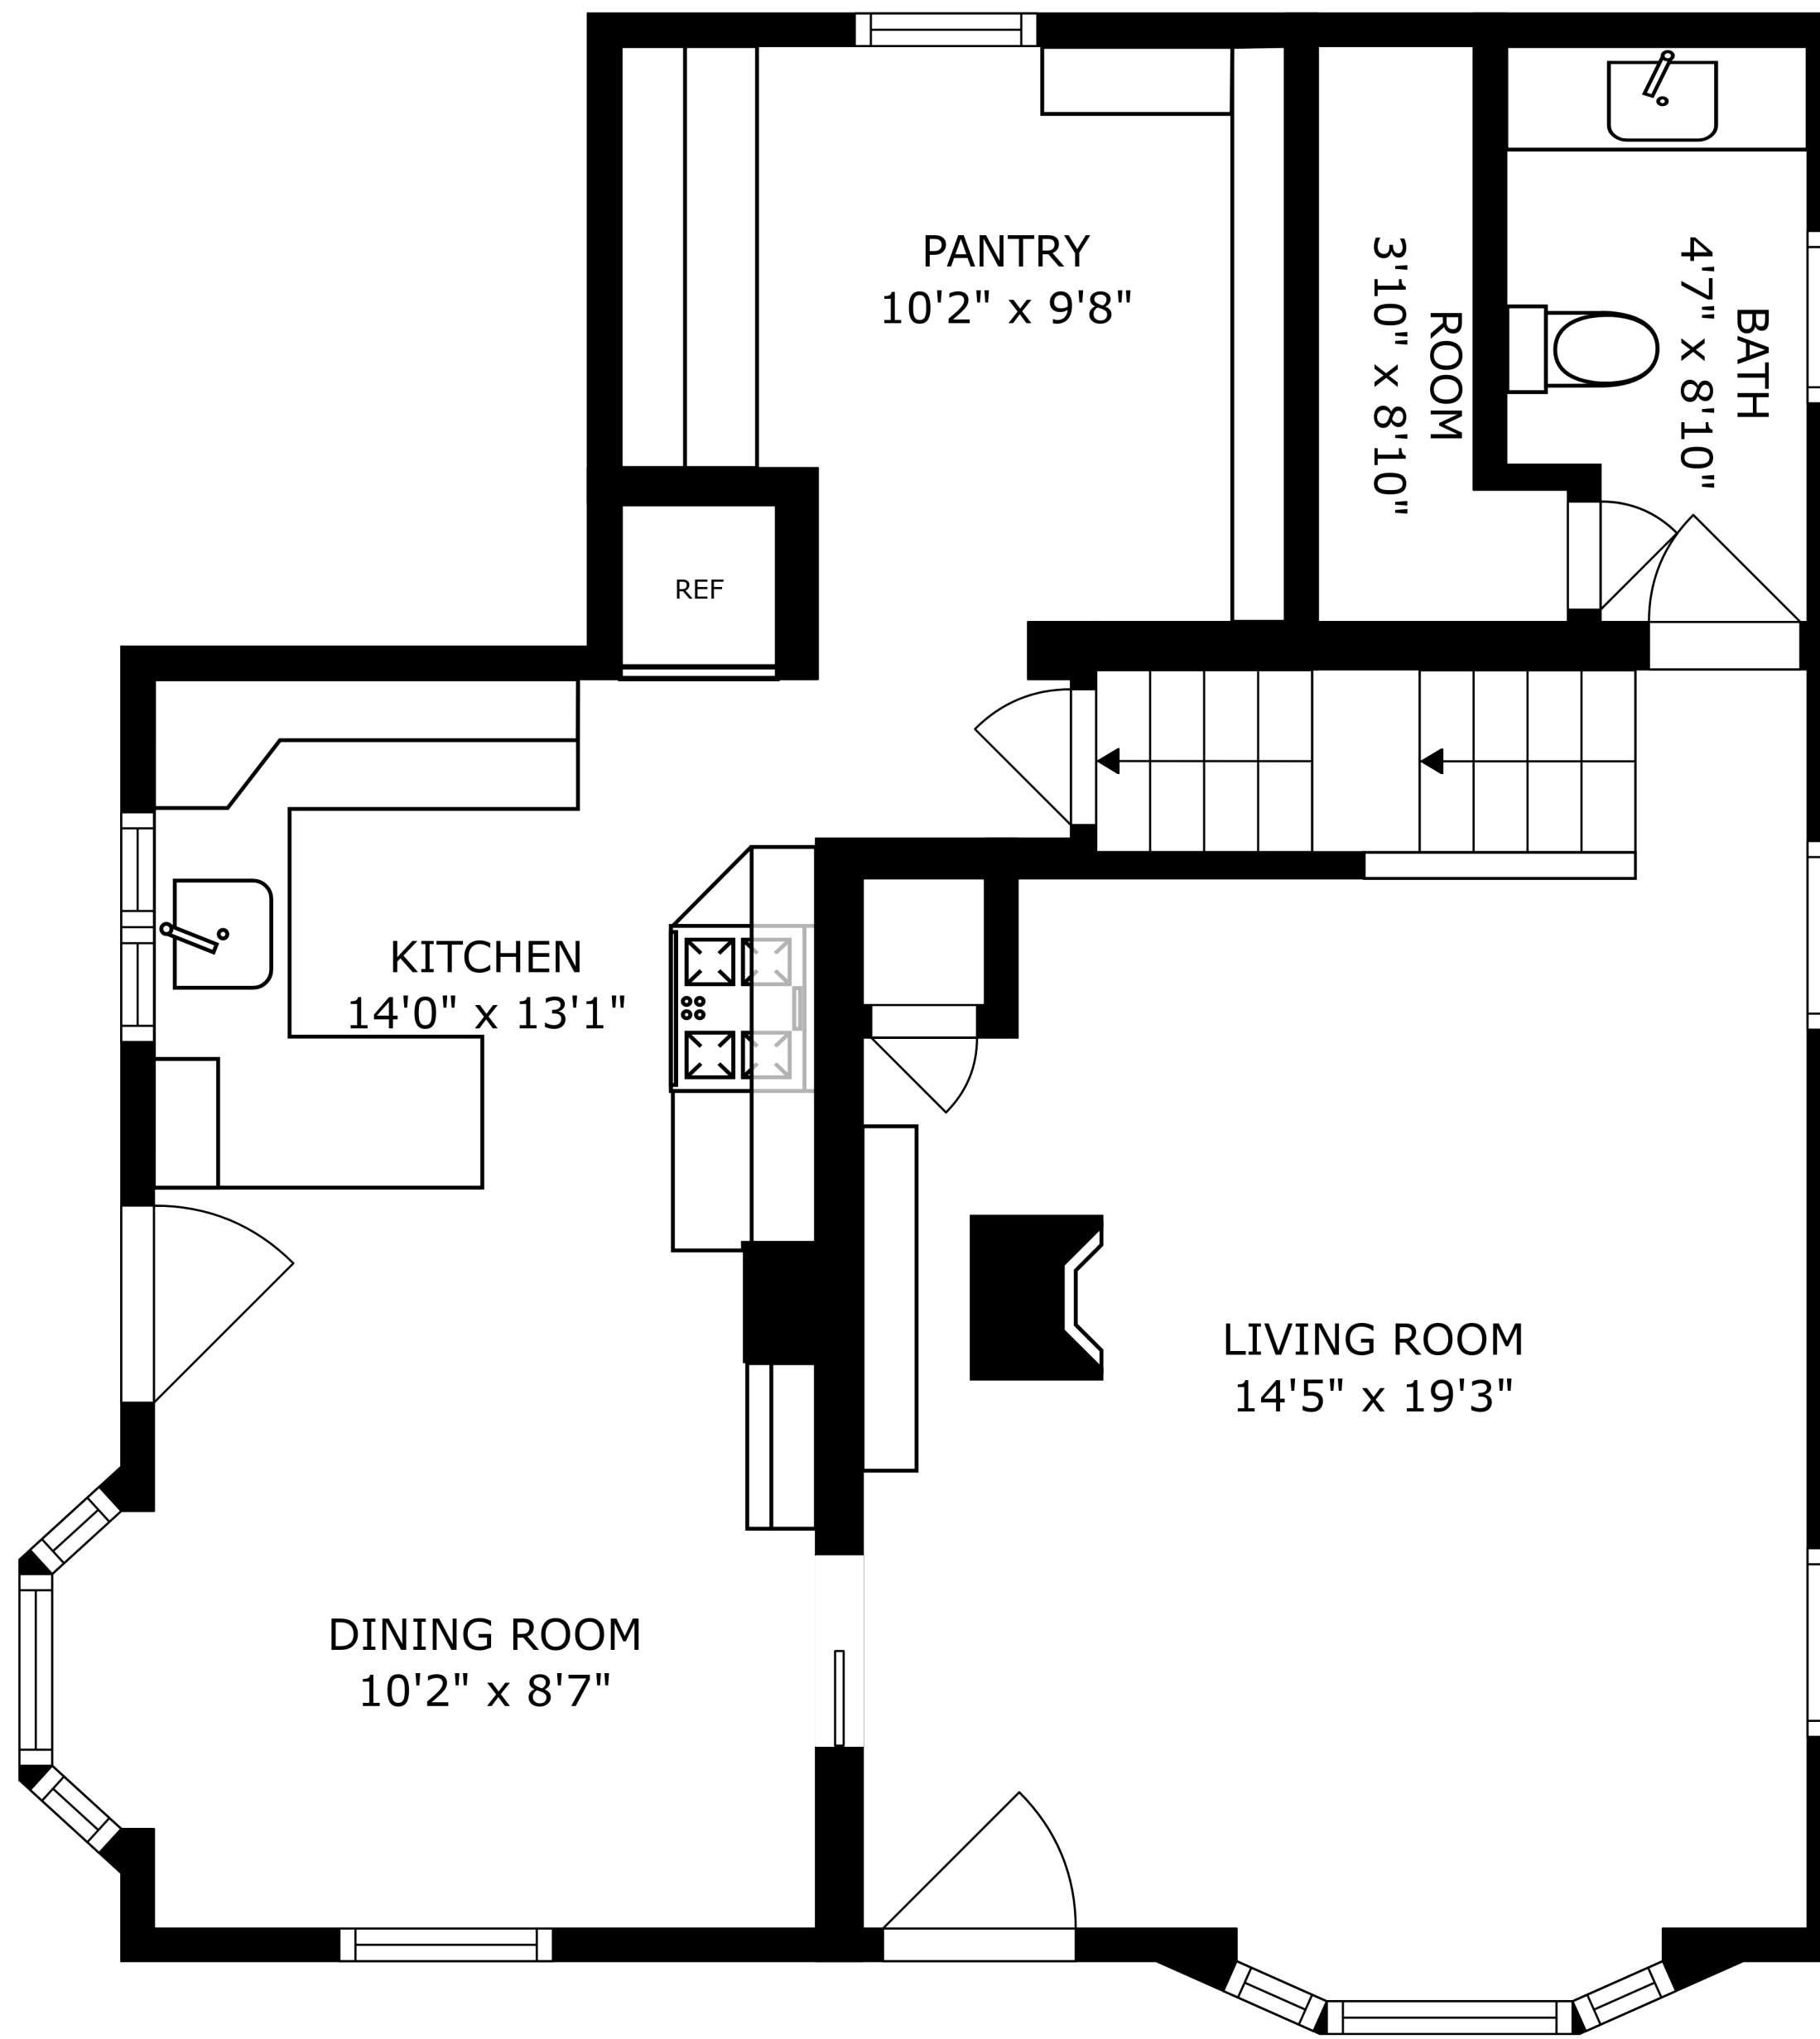 PANTRY
10'2" x 9'8"
ROOM
3'10" x 8'10"
BATH
4'7" x 8'10"
REF
KITCHEN
14'0" x 13'1"
LIVING ROOM
14'5" x 19'3"
DINING ROOM
10'2" x 8'7"